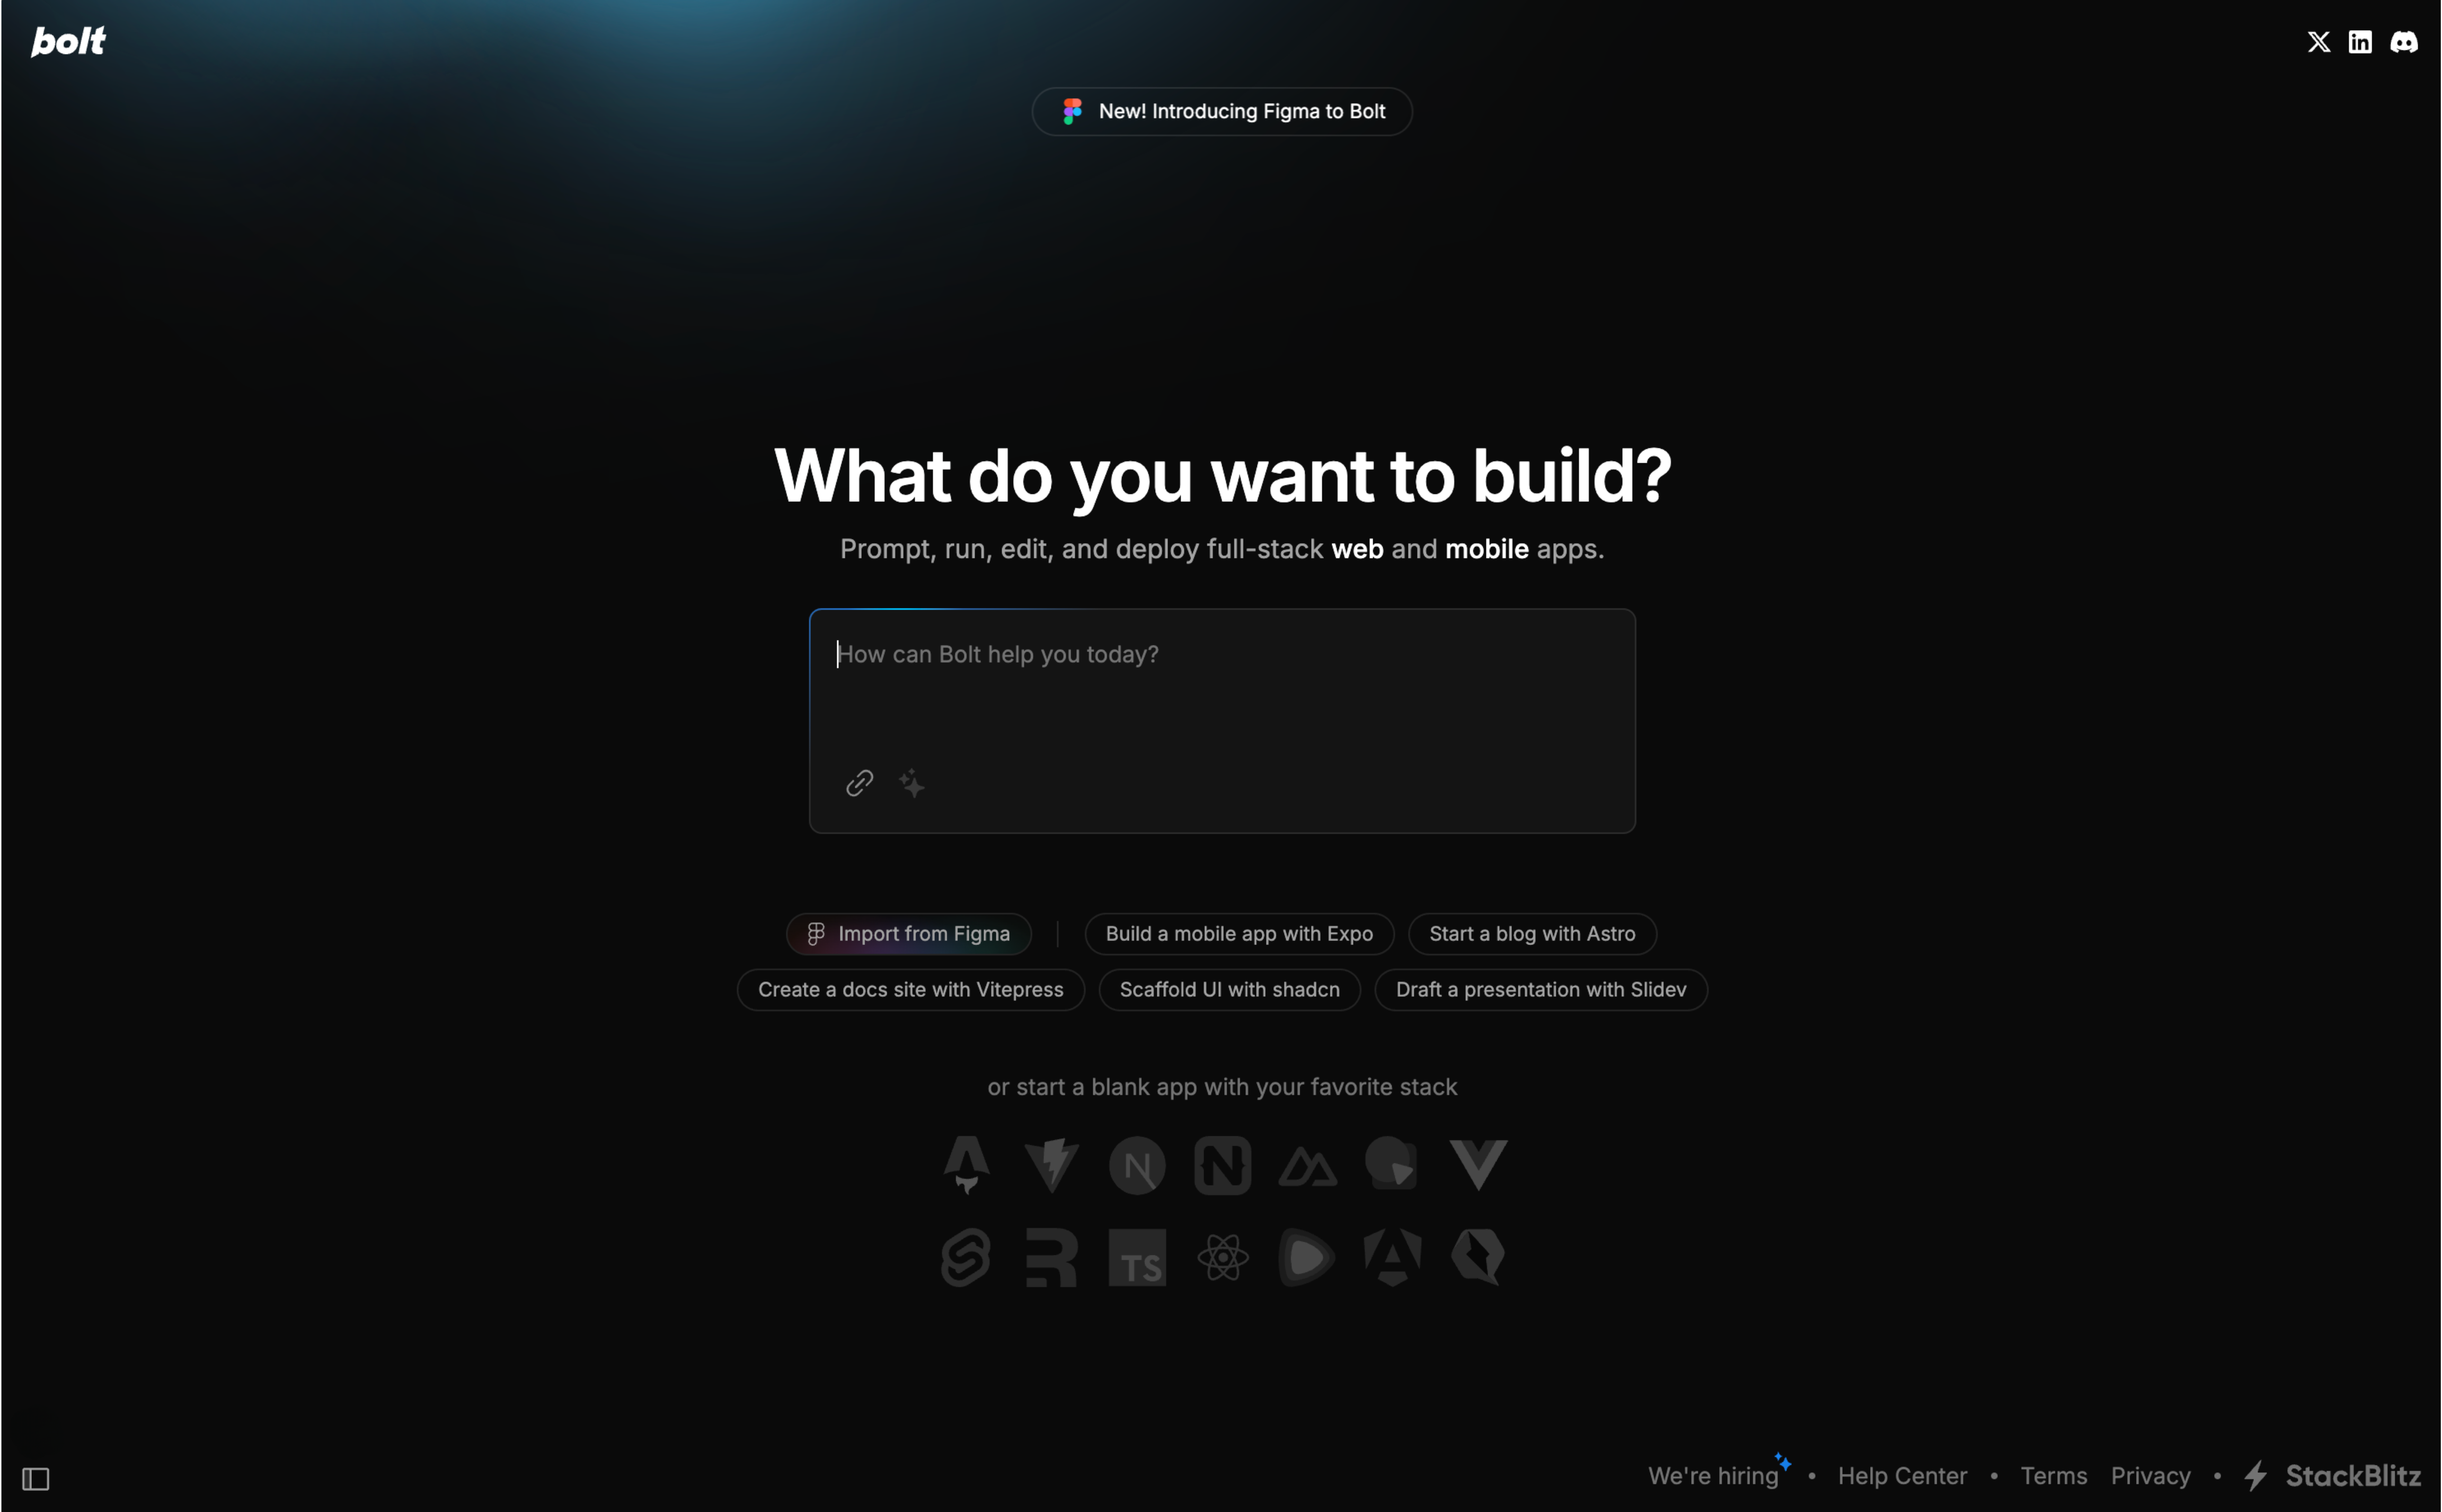 bolt
New! Introducing Figma to Bolt
What do you want to build?
Prompt, run, edit, and deploy full-stack web and mobile apps.
How can Bolt help you today?
Import from Figma
Build a mobile app with Expo
Start a blog with Astro
Create a docs site with Vitepress
Scaffold UI with shadcn
Draft a presentation with Slidev
or start a blank app with your favorite stack
N
N
TS
We're hiring • Help Center • Terms Privacy • StackBlitz